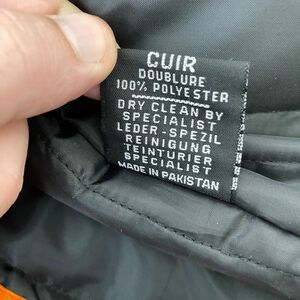 CUIR
DOUBLURE
100% POLYESTER
DRY CLEAN BY
SPECIALIST
LEDER-SPEZIL
REINIGUNG
TEINTURIER
SPECIALIST
MADE IN PAKISTAN